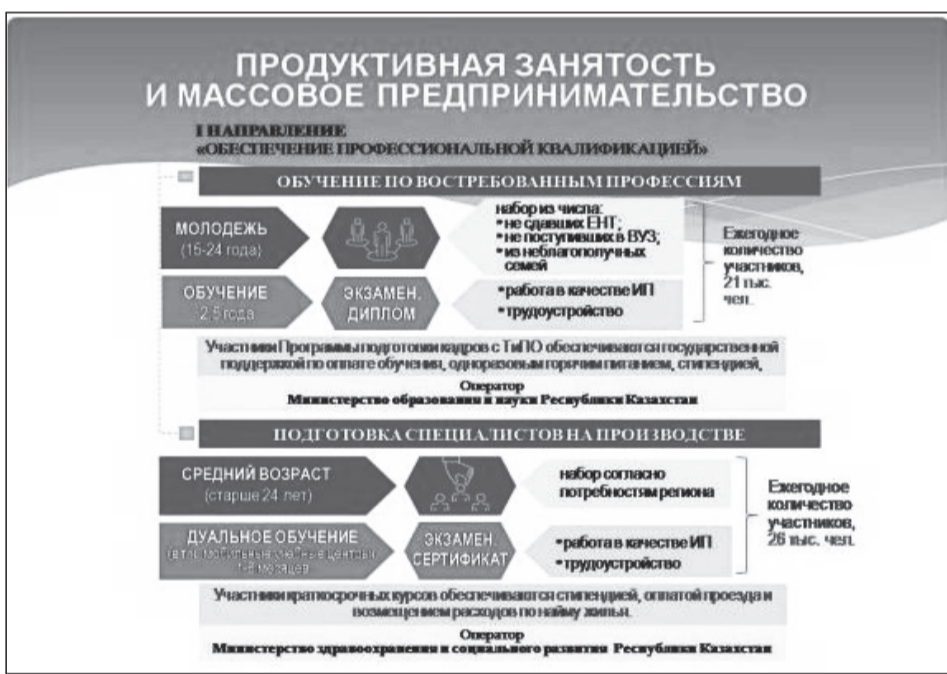 ПРОДУКТИВНАЯ ЗАНЯТОСТЬ
И МАССОВОЕ ПРЕДПРИНИМАТЕЛЬСТВО
I НАПРАВЛЕНИЕ
«ОБЕСПЕЧЕНИЕ ПРОФЕССИОНАЛЬНОЙ КВАЛИФИКАЦИЕЙ»
ОБУЧЕНИЕ ПО ВОСТРЕБОВАННЫМ ПРОФЕССИЯМ
МОЛОДЕЖЬ
(15-24 года)
набор из числа:
•не сдавших ЕНТ;
•не поступивших в ВУЗ;
•из неблагополучных
семей
ОБУЧЕНИЕ
2,5 года
ЭКЗАМЕН.
ДИПЛОМ
•работа в качестве ИП
•трудоустройство
Ежегодное
количество
участников,
21 тыс.
чел.
Участники Программы подготовки кадров с ТиПО обеспечиваются государственной
поддержкой по оплате обучения, одноразовым горячим питанием, стипендией,
Оператор
Министерство образования и науки Республики Казахстан
ПОДГОТОВКА СПЕЦИАЛИСТОВ НА ПРОИЗВОДСТВЕ
СРЕДНИЙ ВОЗРАСТ
(старше 24 лет)
набор согласно
потребностям региона
ДУАЛЬНОЕ ОБУЧЕНИЕ
(в т.ч. мобильные учебные центры)
месяцев
ЭКЗАМЕН.
СЕРТИФИКАТ
•работа в качестве ИП
•трудоустройство
Ежегодное
количество
участников,
26 тыс. чел.
Участники краткосрочных курсов обеспечиваются стипендией, оплатой проезда и
возмещением расходов по найму жилья.
Оператор
Министерство здравоохранения и социального развития Республики Казахстан